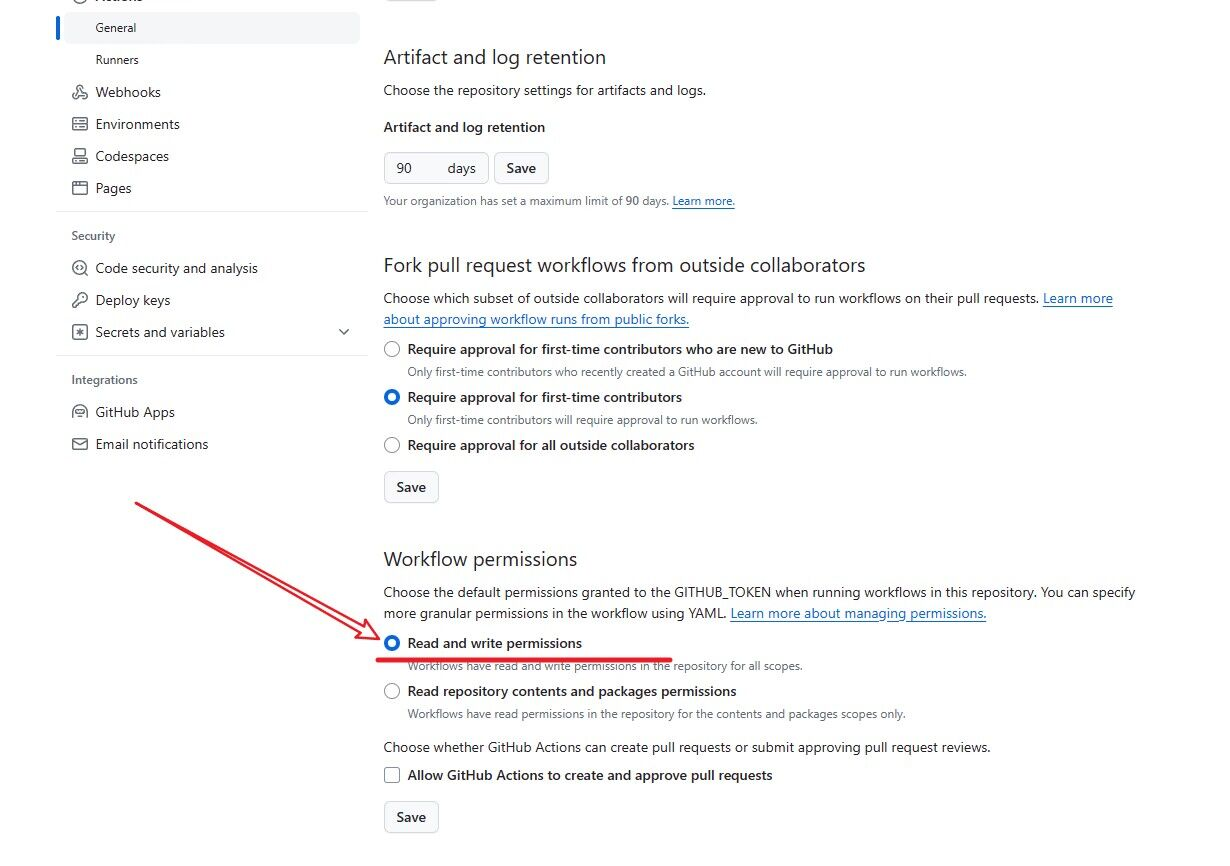 Actions
General
Runners
Webhooks
Environments
Codespaces
Pages
Security
Code security and analysis
Deploy keys
Secrets and variables
Integrations
GitHub Apps
Email notifications
Artifact and log retention
Choose the repository settings for artifacts and logs.
Artifact and log retention
90 days Save
Your organization has set a maximum limit of 90 days. Learn more.
Fork pull request workflows from outside collaborators
Choose which subset of outside collaborators will require approval to run workflows on their pull requests. Learn more
about approving workflow runs from public forks.
Require approval for first-time contributors who are new to GitHub
Only first-time contributors who recently created a GitHub account will require approval to run workflows.
Require approval for first-time contributors
Only first-time contributors will require approval to run workflows.
Require approval for all outside collaborators
Save
Workflow permissions
Choose the default permissions granted to the GITHUB_TOKEN when running workflows in this repository. You can specify
more granular permissions in the workflow using YAML. Learn more about managing permissions.
Read and write permissions
Workflows have read and write permissions in the repository for all scopes.
Read repository contents and packages permissions
Workflows have read permissions in the repository for the contents and packages scopes only.
Choose whether GitHub Actions can create pull requests or submit approving pull request reviews.
Allow GitHub Actions to create and approve pull requests
Save